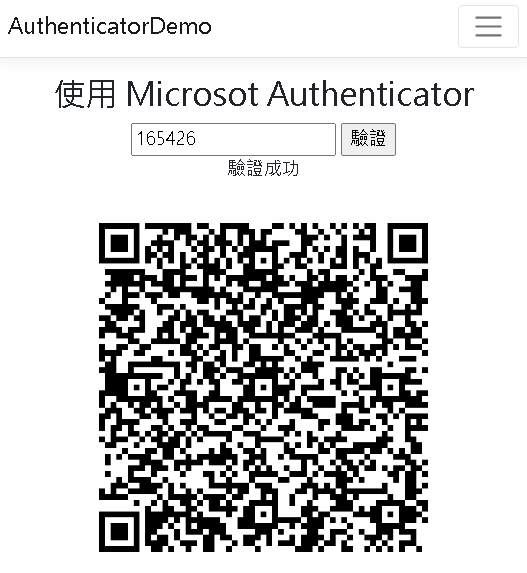 AuthenticatorDemo
使用 Microsot Authenticator
165426 驗證
驗證成功